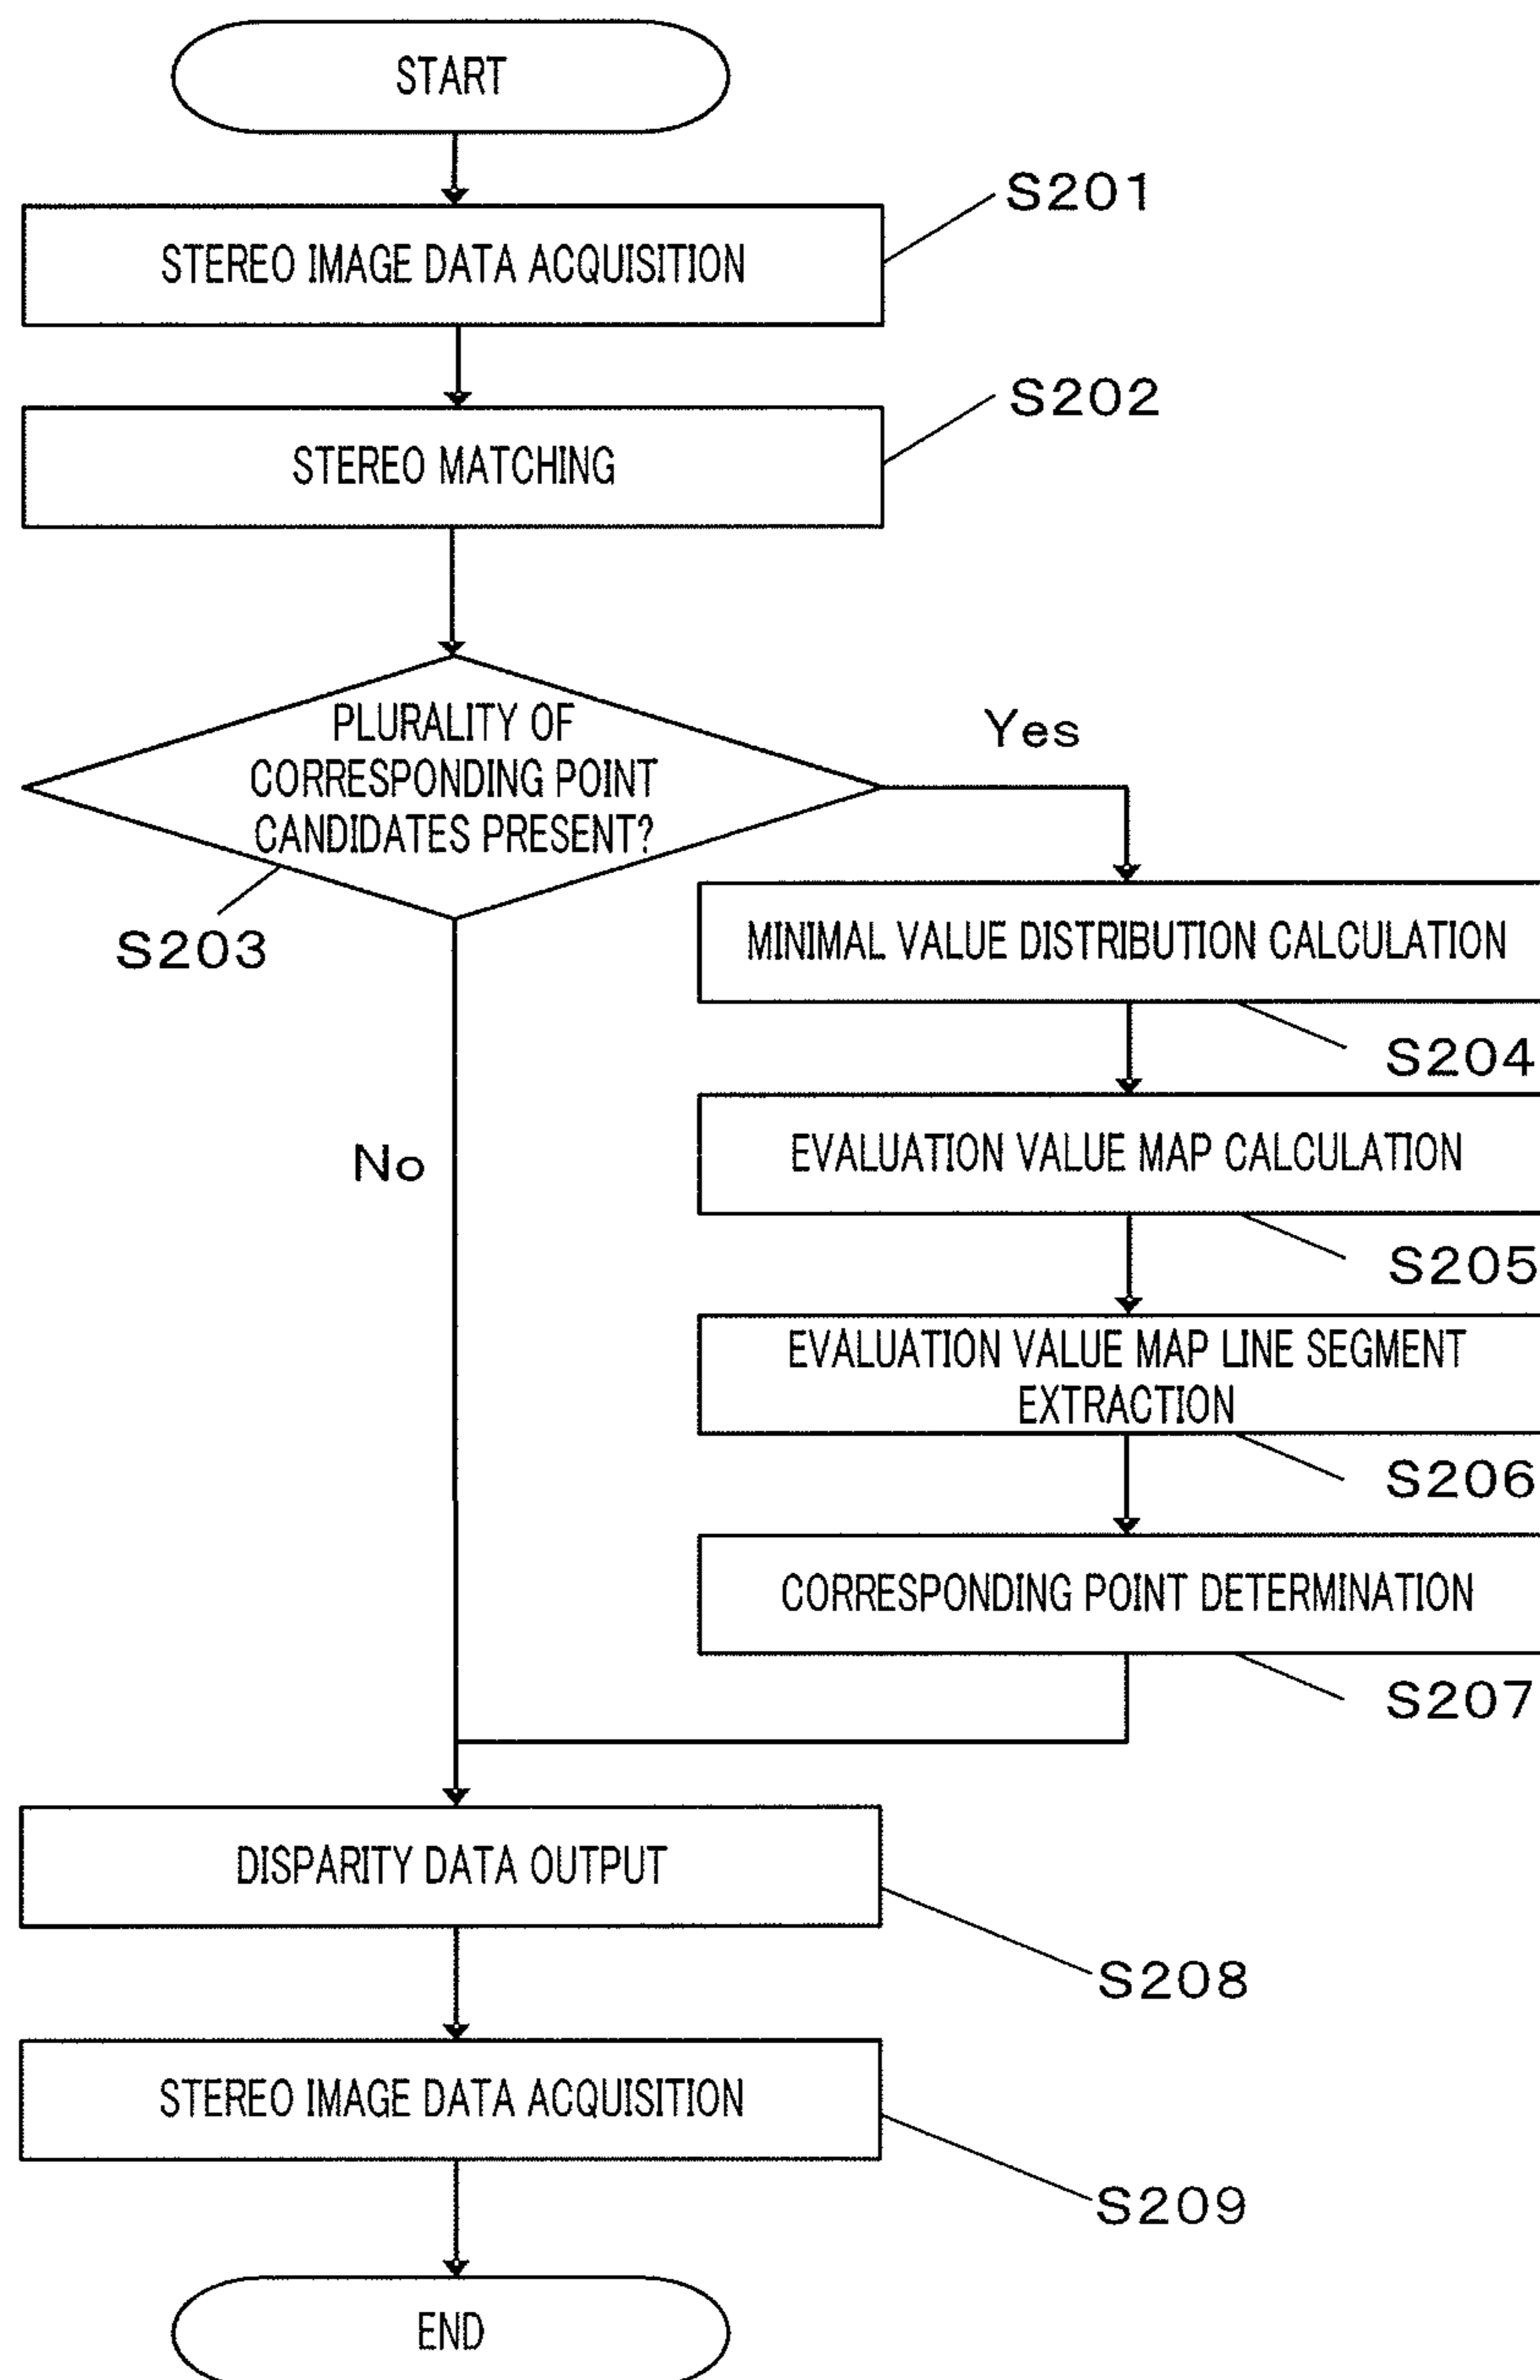 START
S201
STEREO IMAGE DATA ACQUISITION
S202
STEREO MATCHING
PLURALITY OF
CORRESPONDING POINT
CANDIDATES PRESENT?
Yes
S203
MINIMAL VALUE DISTRIBUTION CALCULATION
S204
No
EVALUATION VALUE MAP CALCULATION
S205
EVALUATION VALUE MAP LINE SEGMENT
EXTRACTION
S206
CORRESPONDING POINT DETERMINATION
S207
DISPARITY DATA OUTPUT
S208
STEREO IMAGE DATA ACQUISITION
S209
END